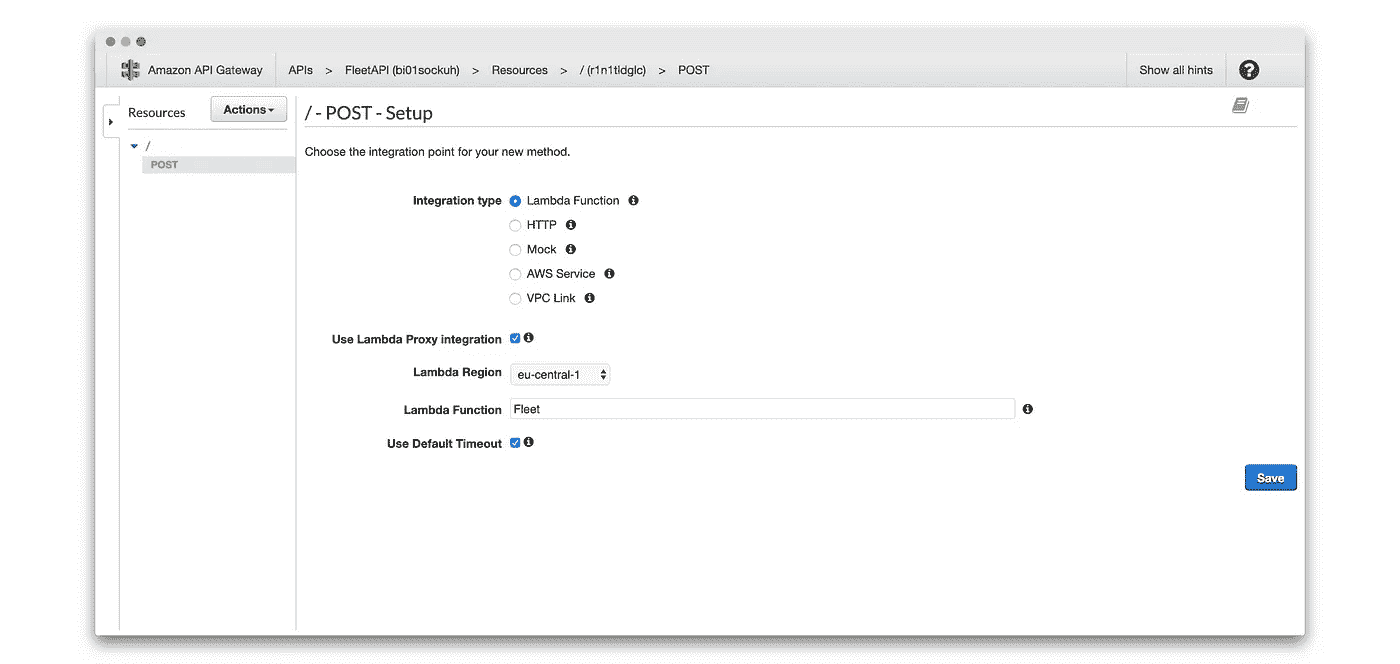 Amazon API Gateway APIs > FleetAPI (bi01sockuh) > Resources > / (r1n1tldglc) > POST Show all hints ?
Resources Actions / - POST - Setup
/
POST
Choose the integration point for your new method.
Integration type Lambda Function
HTTP
Mock
AWS Service
VPC Link
Use Lambda Proxy integration
Lambda Region eu-central-1
Lambda Function Fleet
Use Default Timeout
Save